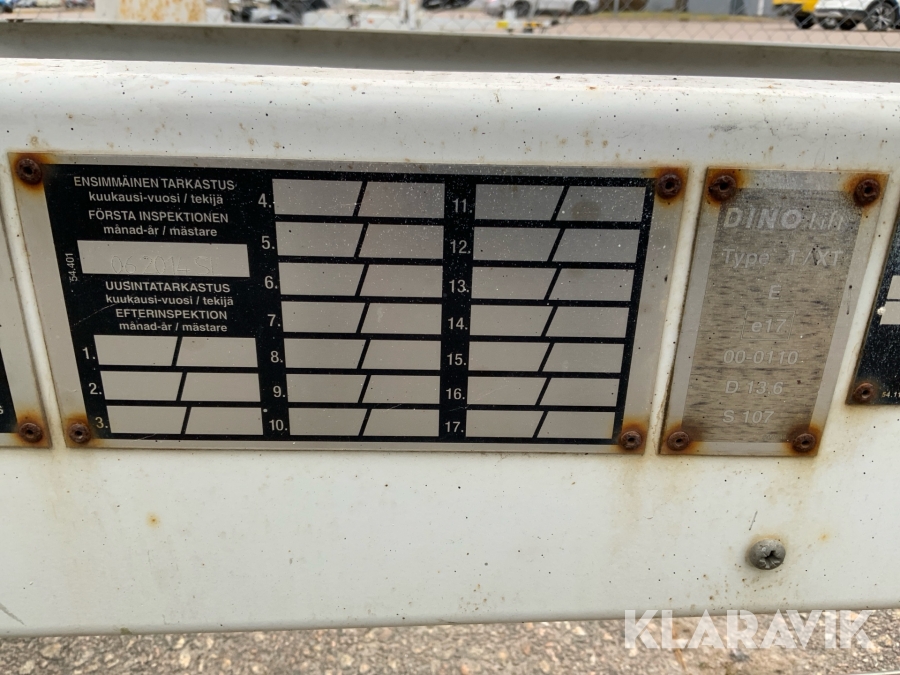 ENSIMMÄINEN TARKASTUS
kuukausi-vuosi / tekijä
FÖRSTA INSPEKTIONEN
månad-år / mästare
54.401
UUSINTATARKASTUS
kuukausi-vuosi / tekijä
EFTERINSPEKTION
månad-år / mästare
1.
2.
3.
4.
5.
6.
7.
8.
9.
10.
11.
12.
13.
14.
15.
16.
17.
DINO Lift
Type
E
e17
00-0110
D 13,6
S 107
KLARAVIK